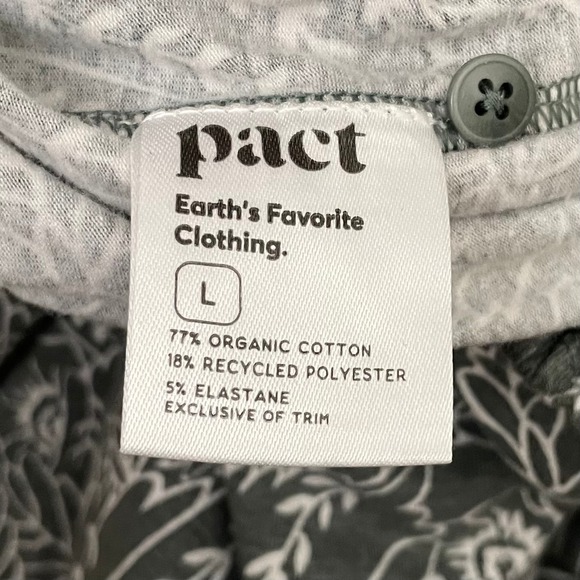 pact
Earth's Favorite
Clothing.
L
77% ORGANIC COTTON
18% RECYCLED POLYESTER
5% ELASTANE
EXCLUSIVE OF TRIM